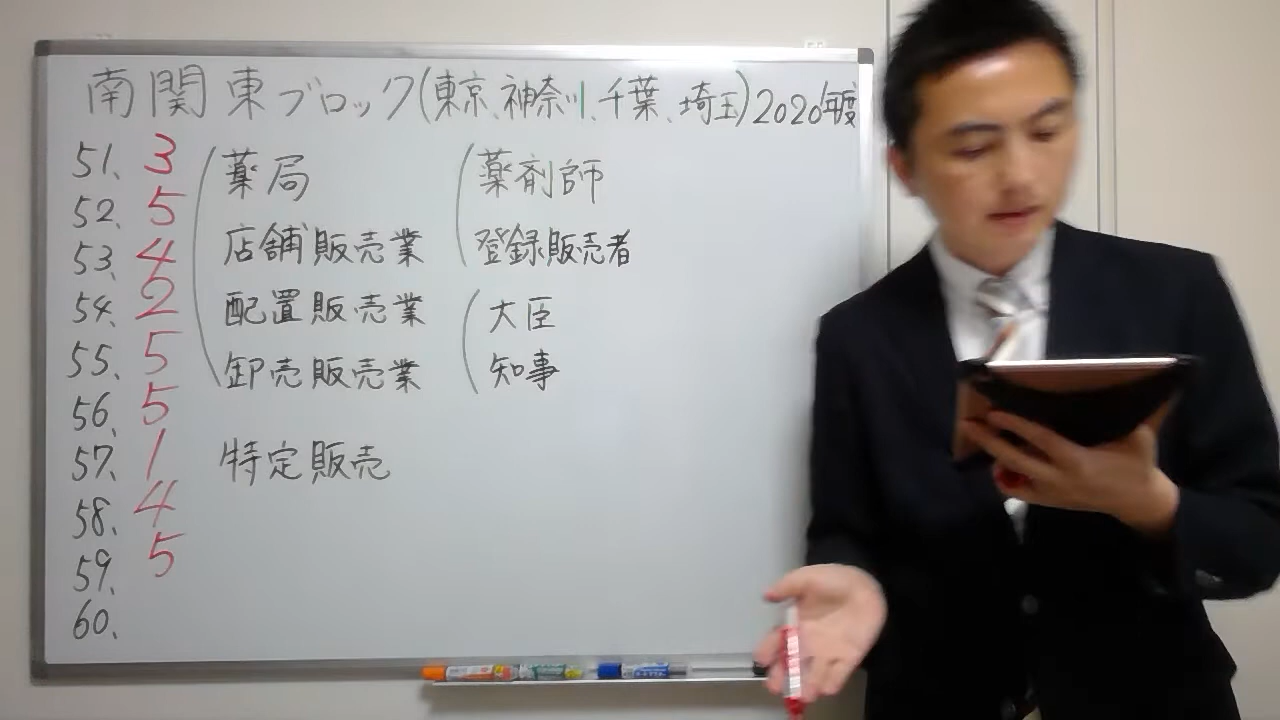 南関東ブロック(東京、神奈川、千葉、埼玉)2020年度
51、3
52、5
53、4
54、2
55、5
56、5
57、1
58、4
59、5
60、
薬局
店舗販売業
配置販売業
卸売販売業
特定販売
薬剤師
登録販売者
大臣
知事